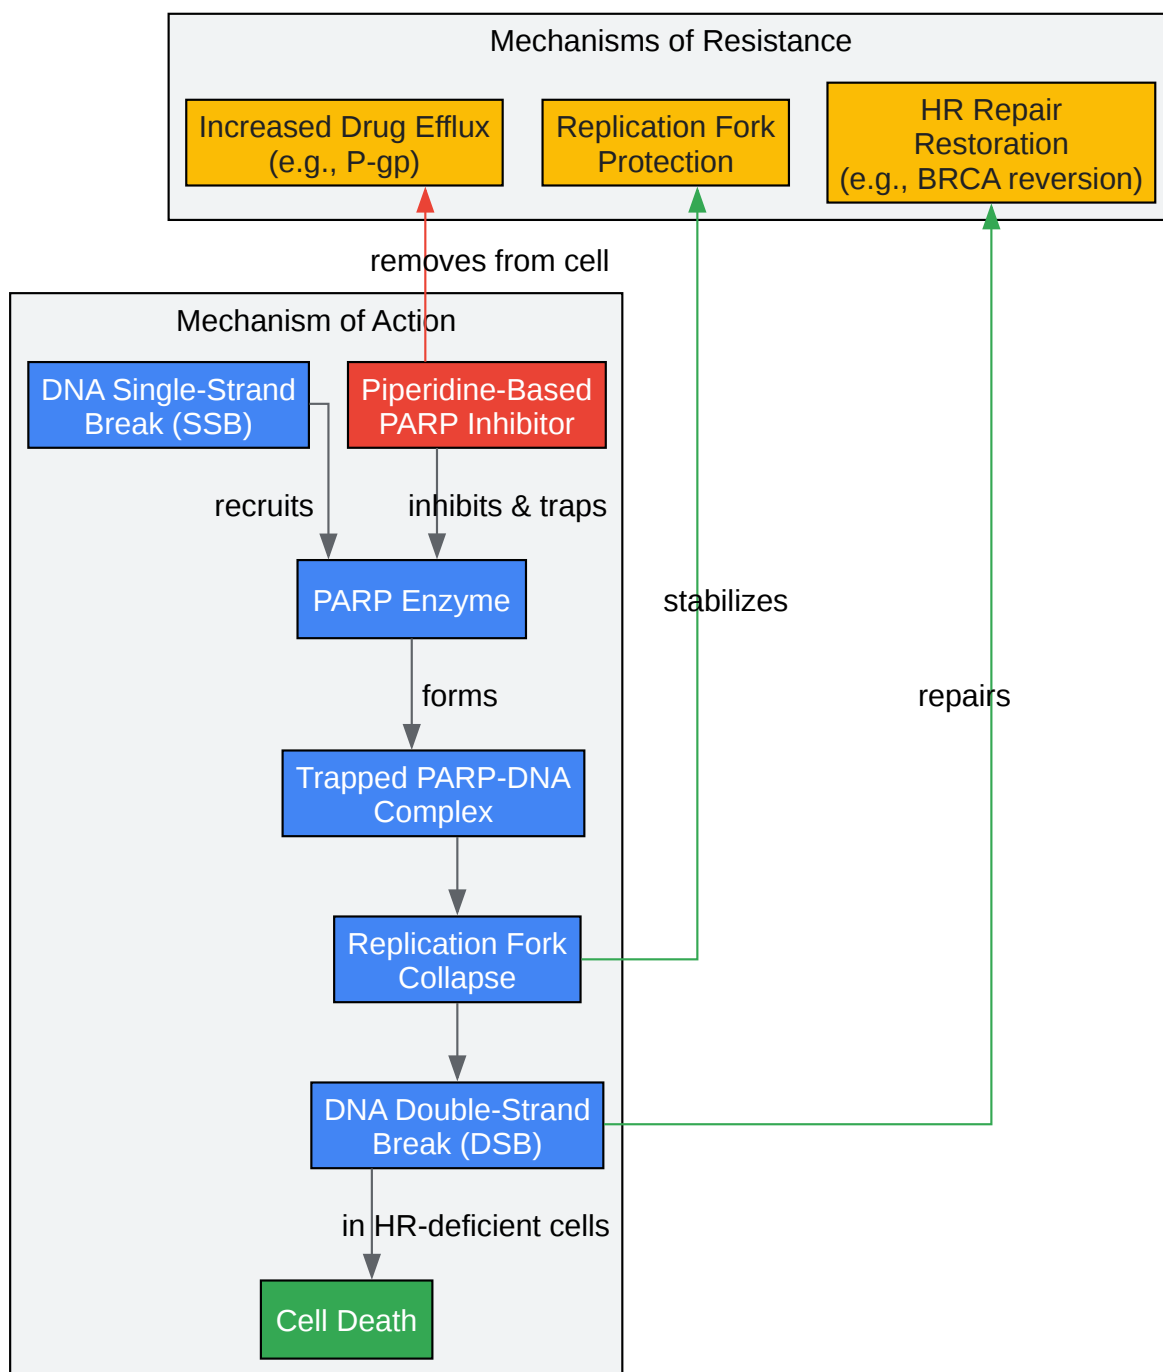 Mechanisms of Resistance
Increased Drug Efflux
(e.g., P-gp)
Replication Fork
Protection
HR Repair
Restoration
(e.g., BRCA reversion)
removes from cell
Mechanism of Action
DNA Single-Strand
Break (SSB)
Piperidine-Based
PARP Inhibitor
recruits
inhibits & traps
PARP Enzyme
stabilizes
forms
repairs
Trapped PARP-DNA
Complex
Replication Fork
Collapse
DNA Double-Strand
Break (DSB)
in HR-deficient cells
Cell Death